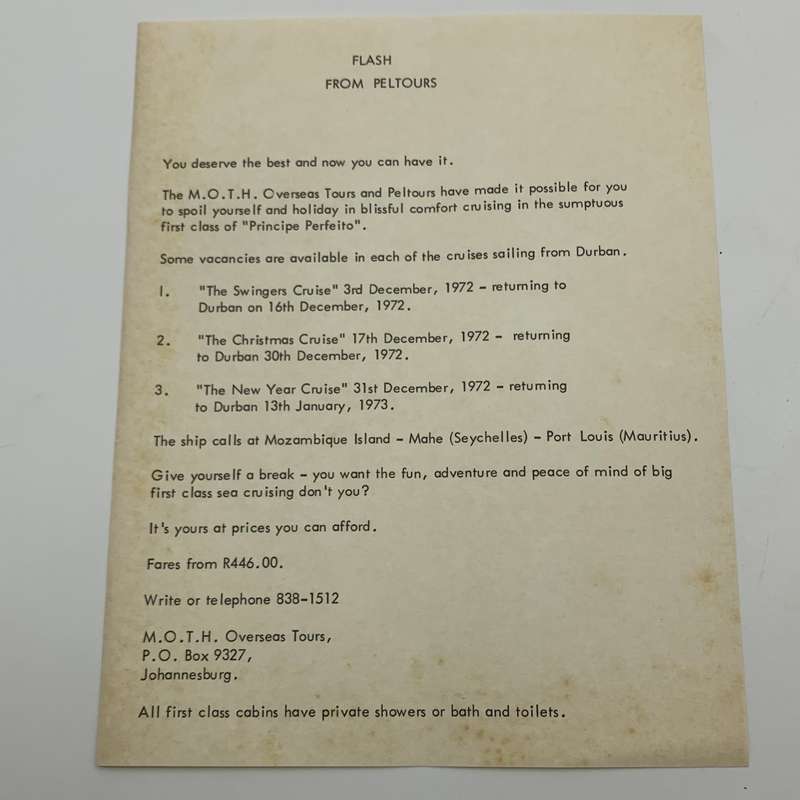 FLASH
FROM PELTOURS
You deserve the best and now you can have it.
The M.O.T.H. Overseas Tours and Peltours have made it possible for you
to spoil yourself and holiday in blissful comfort cruising in the sumptuous
first class of "Principe Perfeito".
Some vacancies are available in each of the cruises sailing from Durban.
1. "The Swingers Cruise" 3rd December, 1972 - returning to
Durban on 16th December, 1972.
2. "The Christmas Cruise" 17th December, 1972 - returning
to Durban 30th December, 1972.
3. "The New Year Cruise" 31st December, 1972 - returning
to Durban 13th January, 1973.
The ship calls at Mozambique Island - Mahe (Seychelles) - Port Louis (Mauritius).
Give yourself a break - you want the fun, adventure and peace of mind of big
first class sea cruising don't you?
It's yours at prices you can afford.
Fares from R446.00.
Write or telephone 838-1512
M.O.T.H. Overseas Tours,
P.O. Box 9327,
Johannesburg.
All first class cabins have private showers or bath and toilets.